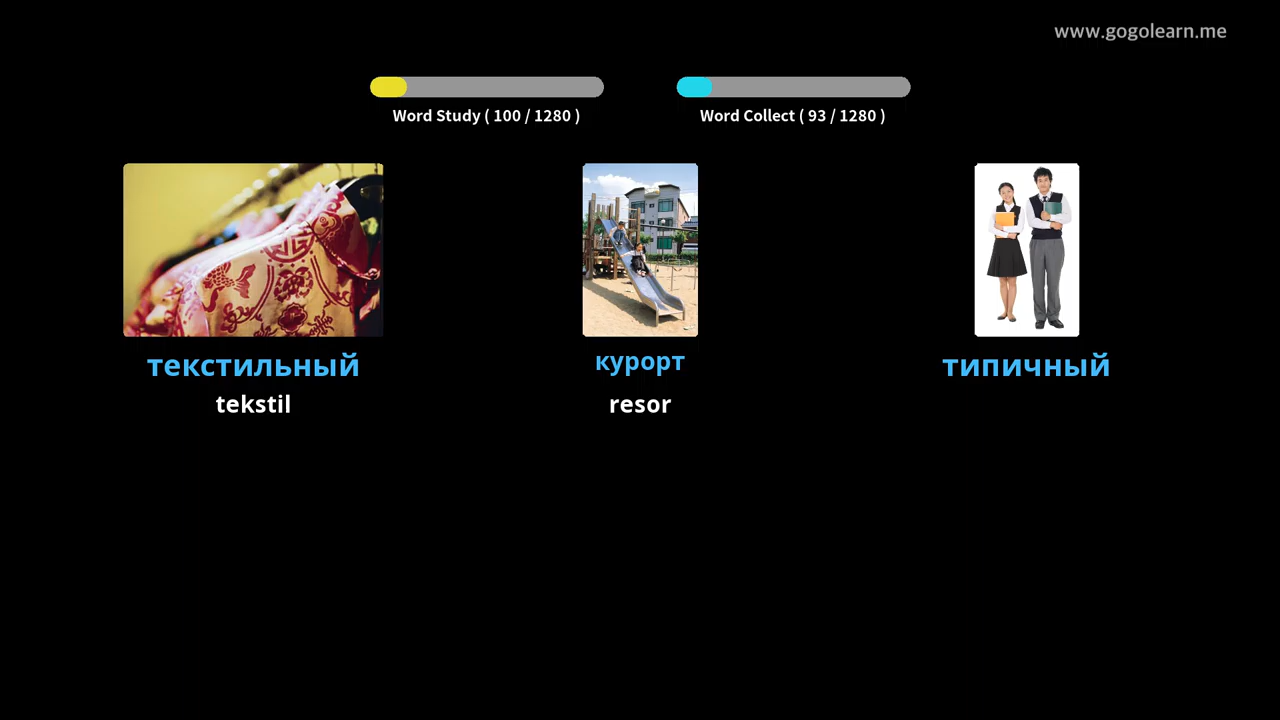 www.gogolearn.me
Word Study ( 100 / 1280 )
Word Collect ( 93 / 1280 )
текстильный
tekstil
курорт
resor
типичный